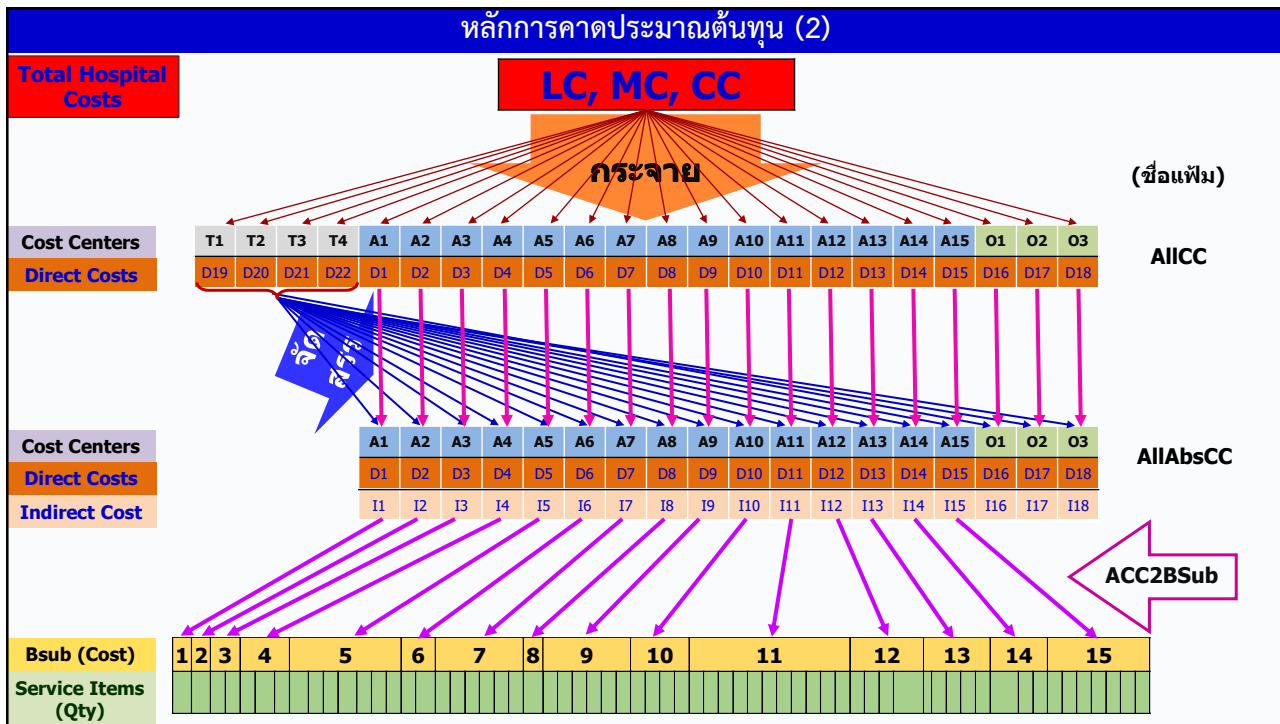 หลักการคาดประมาณต้นทุน (2)
Total Hospital
Costs
LC, MC, CC
กระจาย
(ชื่อแฟ้ม)
Cost Centers T1 T2 T3 T4 A1 A2 A3 A4 A5 A6 A7 A8 A9 A10 A11 A12 A13 A14 A15 O1 O2 O3
Direct Costs D19 D20 D21 D22 D1 D2 D3 D4 D5 D6 D7 D8 D9 D10 D11 D12 D13 D14 D15 D16 D17 D18
AllCC
จัด
สรร
Cost Centers A1 A2 A3 A4 A5 A6 A7 A8 A9 A10 A11 A12 A13 A14 A15 O1 O2 O3
Direct Costs D1 D2 D3 D4 D5 D6 D7 D8 D9 D10 D11 D12 D13 D14 D15 D16 D17 D18
AllAbsCC
Indirect Cost I1 I2 I3 I4 I5 I6 I7 I8 I9 I10 I11 I12 I13 I14 I15 I16 I17 I18
ACC2BSub
Bsub (Cost) 1 2 3 4 5 6 7 8 9 10 11 12 13 14 15
Service Items
(Qty)